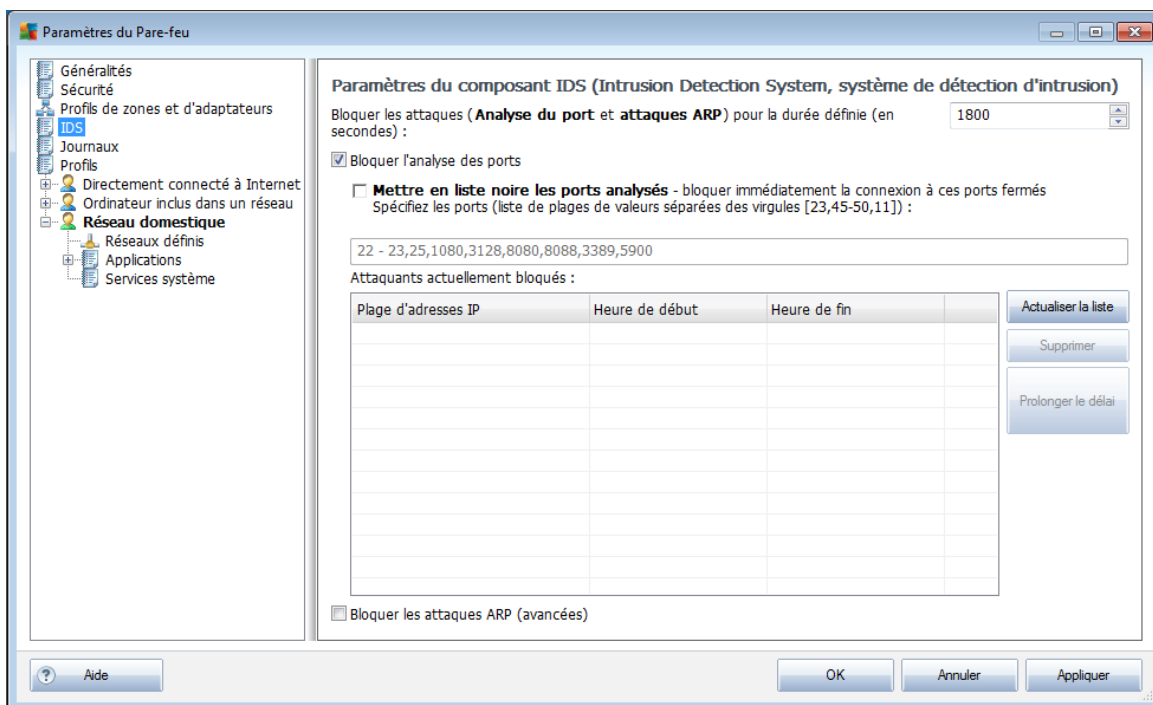 Paramètres du Pare-feu
Généralités
Sécurité
Profils de zones et d'adaptateurs
IDS
Journaux
Profils
Directement connecté à Internet
Ordinateur inclus dans un réseau
Réseau domestique
Réseaux définis
Applications
Services système
Paramètres du composant IDS (Intrusion Detection System, système de détection d'intrusion)
Bloquer les attaques (Analyse du port et attaques ARP) pour la durée définie (en
secondes) :
1800
Bloquer l'analyse des ports
Mettre en liste noire les ports analysés - bloquer immédiatement la connexion à ces ports fermés
Spécifiez les ports (liste de plages de valeurs séparées des virgules [23,45-50,11]) :
22 - 23,25,1080,3128,8080,8088,3389,5900
Attaquants actuellement bloqués :
Plage d'adresses IP Heure de début Heure de fin
Actualiser la liste
Supprimer
Prolonger le délai
Bloquer les attaques ARP (avancées)
? Aide
OK Annuler Appliquer